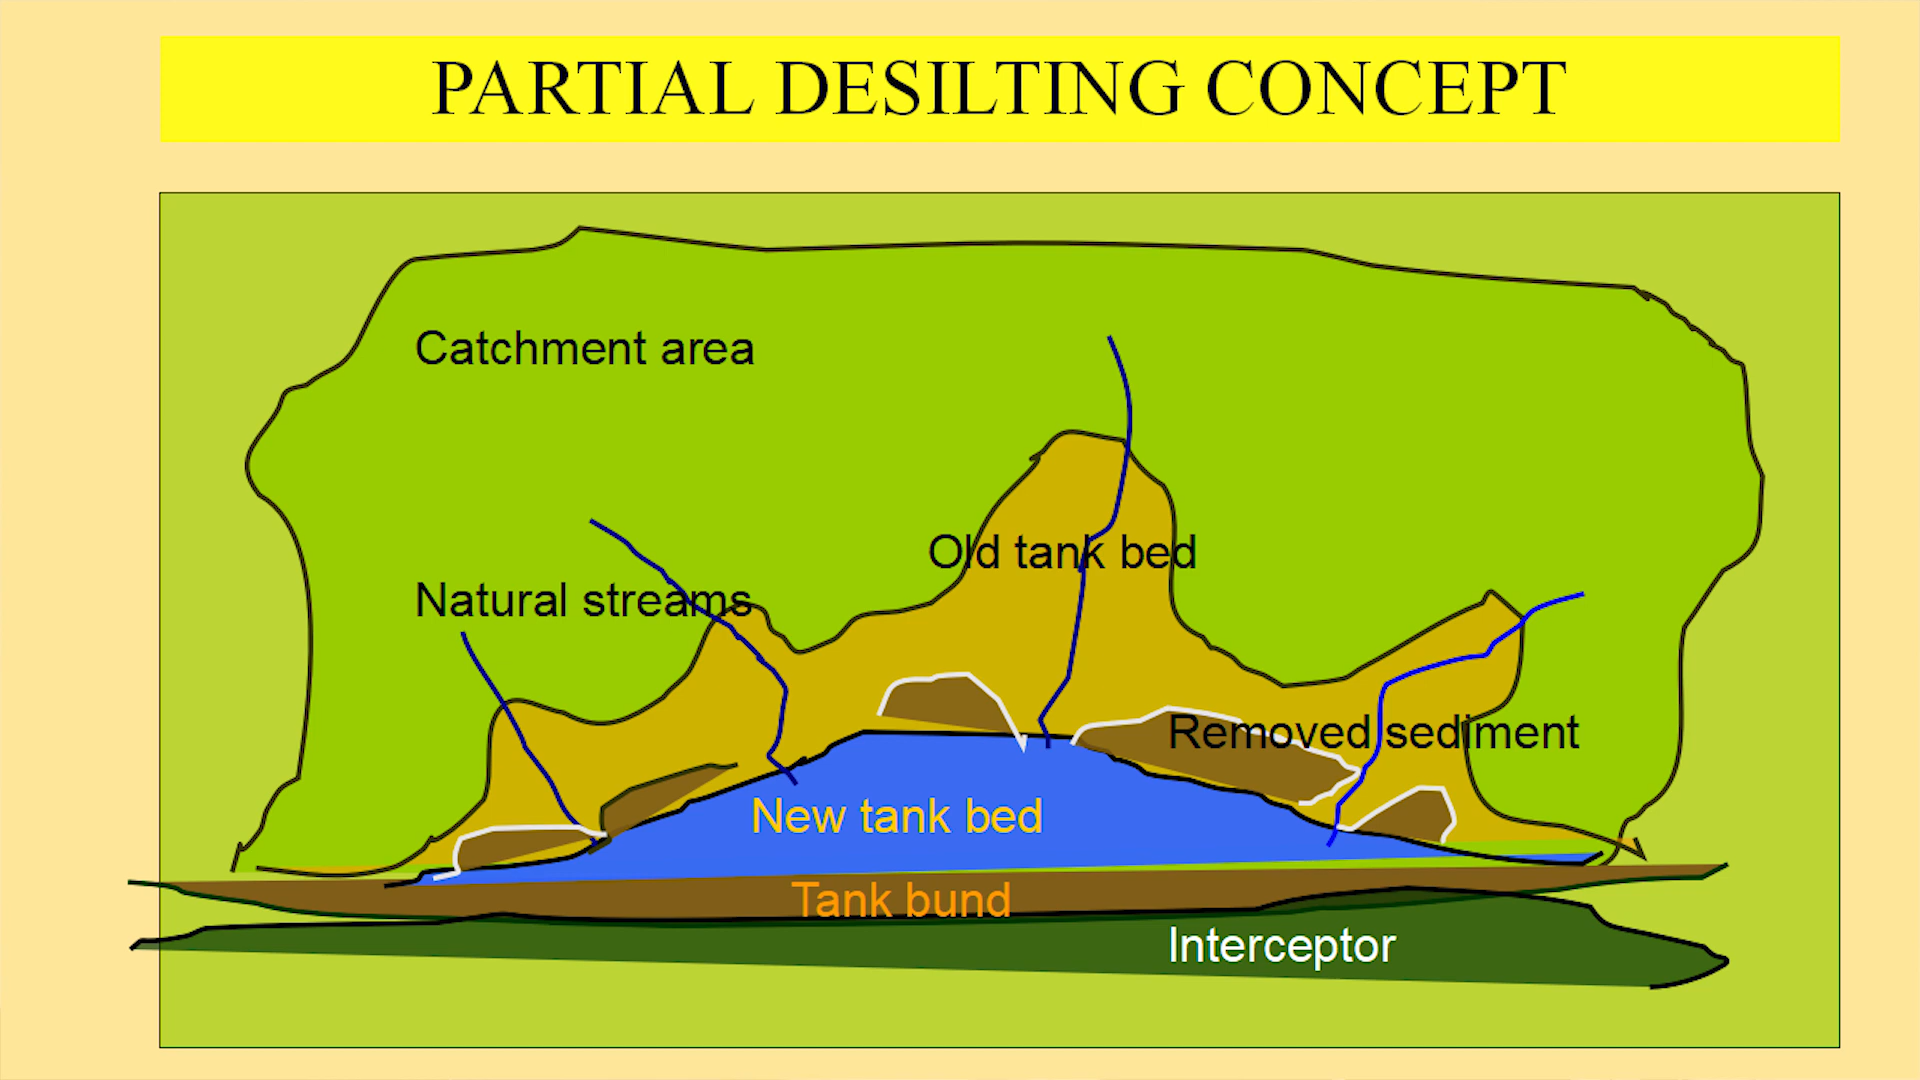 PARTIAL DESILTING CONCEPT
Catchment area
Old tank bed
Natural streams
Removed sediment
New tank bed
Tank bund
Interceptor